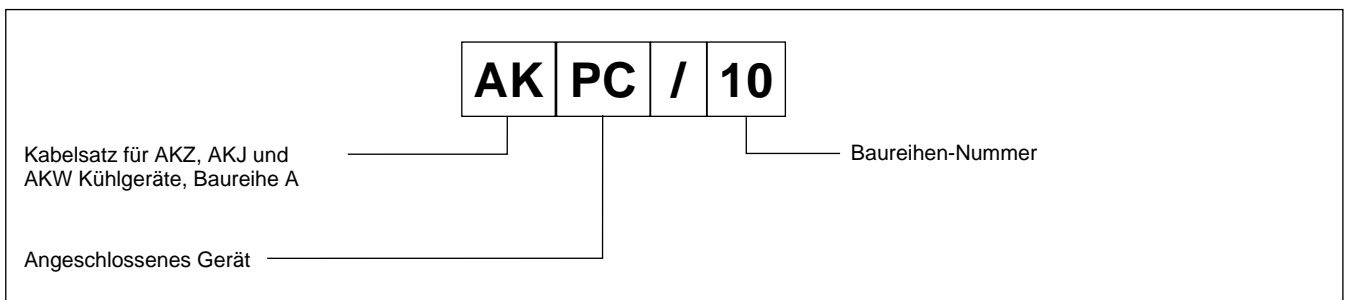 AK PC / 10
Kabelsatz für AKZ, AKJ und
AKW Kühlgeräte, Baureihe A
Baureihen-Nummer
Angeschlossenes Gerät